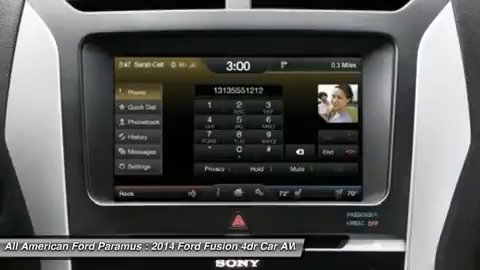 3:47 Sarah Cell 3:00 0.3 Miles
Phone
13135551212
Quick Dial
1 2 3
ABC DEF
Phonebook
4 5 6
GHI JKL MNO
History
7 8 9
PQRS TUV WXYZ
Messages
* 0 #
End
Settings
Privacy Hold Mute
Rock 72° 70°
PASSENGER
AIRBAG OFF
All American Ford Paramus : 2014 Ford Fusion 4dr Car AW
SONY